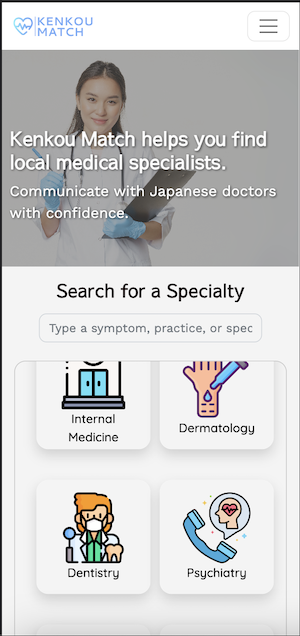 KENKOU
MATCH
Kenkou Match helps you find
local medical specialists.
Communicate with Japanese doctors
with confidence.
Search for a Specialty
Type a symptom, practice, or spec
Internal
Medicine
Dermatology
Dentistry
Psychiatry